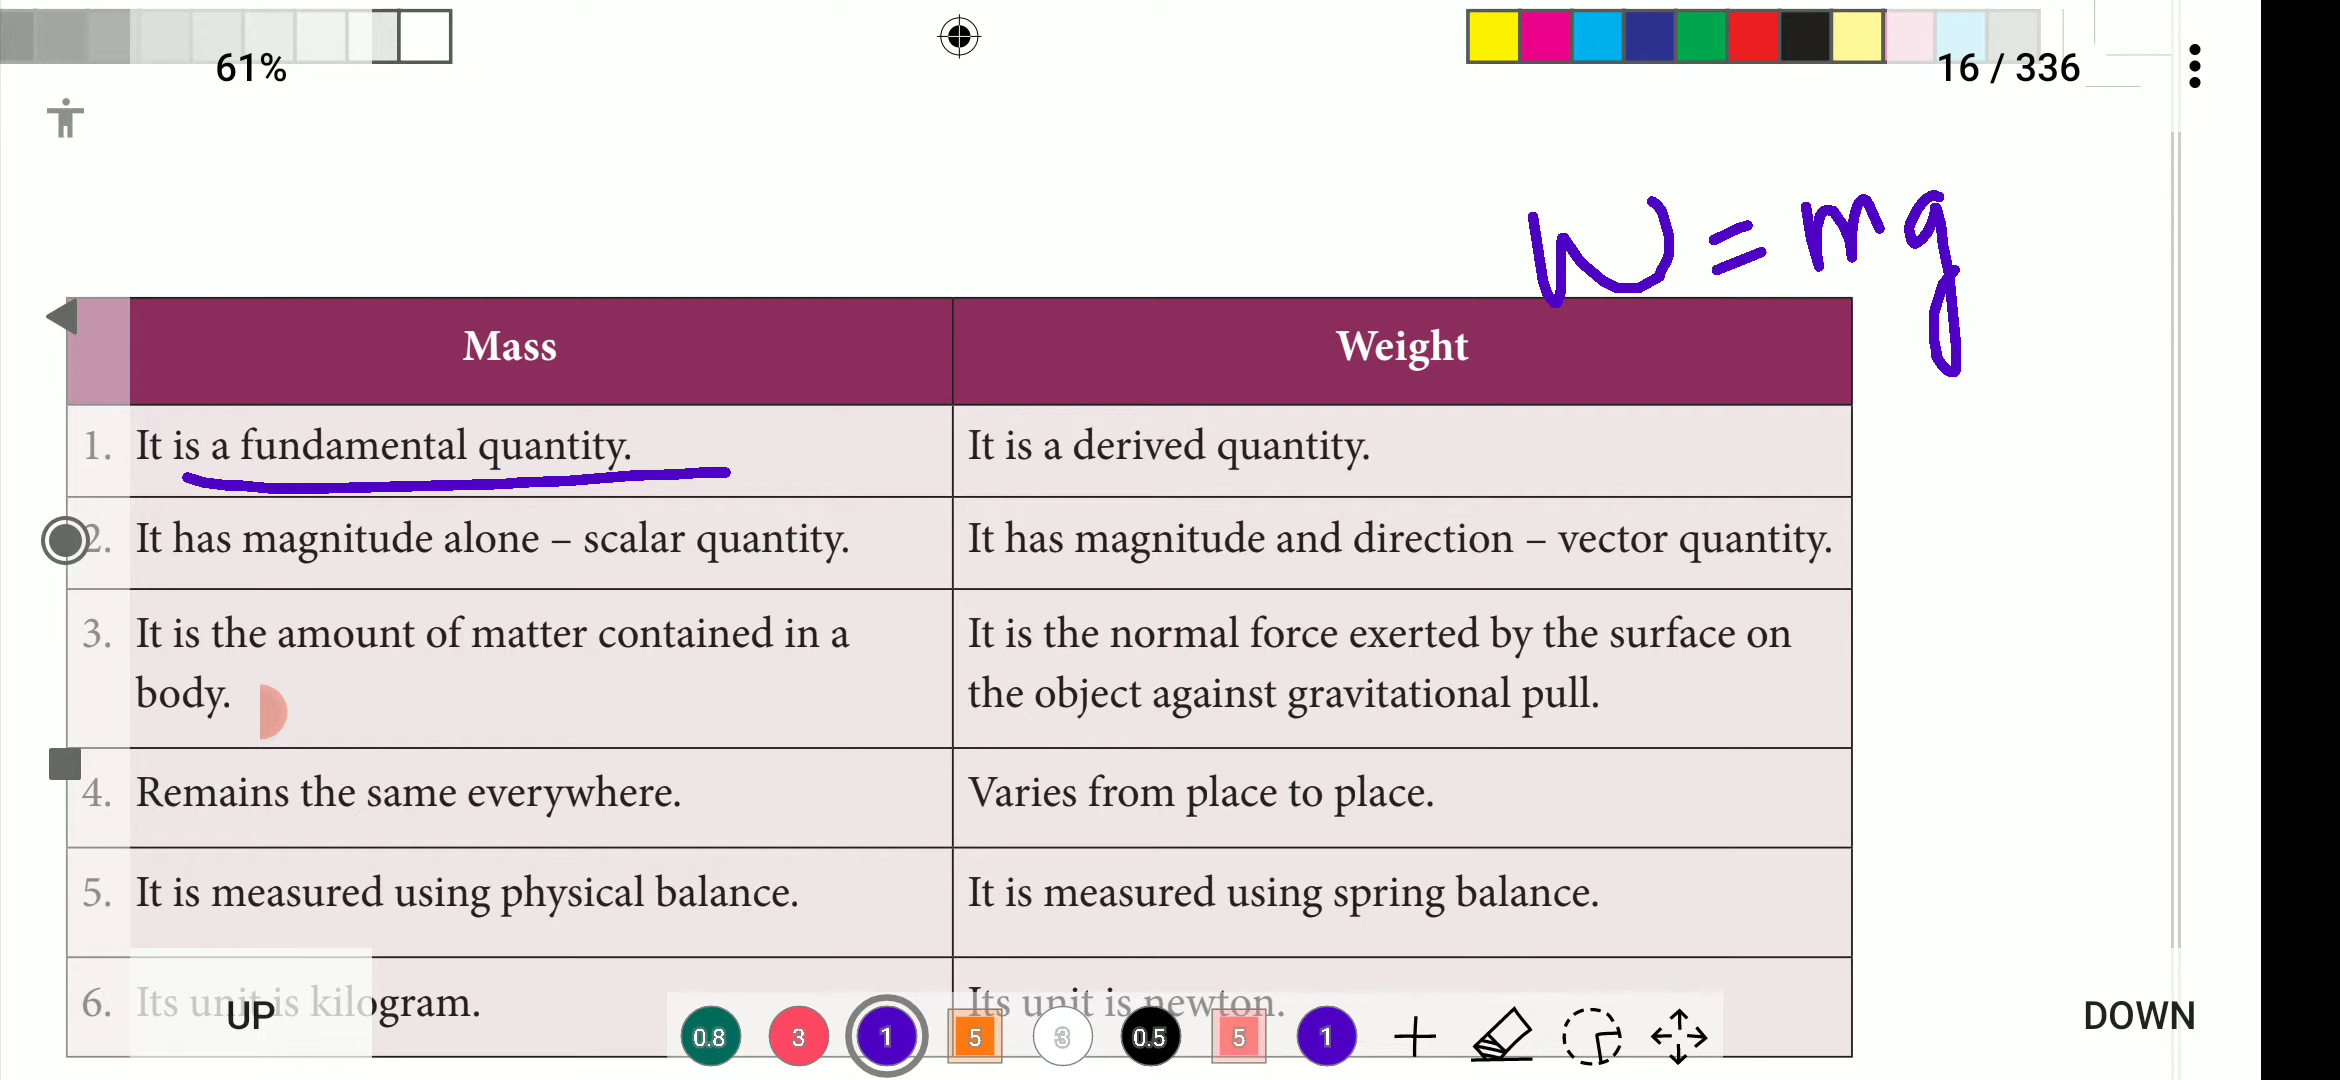 61%
16 / 336
W = mg
Mass
Weight
1. It is a fundamental quantity.
It is a derived quantity.
2. It has magnitude alone – scalar quantity.
It has magnitude and direction – vector quantity.
3. It is the amount of matter contained in a
body.
It is the normal force exerted by the surface on
the object against gravitational pull.
4. Remains the same everywhere.
Varies from place to place.
5. It is measured using physical balance.
It is measured using spring balance.
6. Its unit is kilogram.
Its unit is newton.
UP
DOWN
0.8 3 1 5 3 0.5 5 1